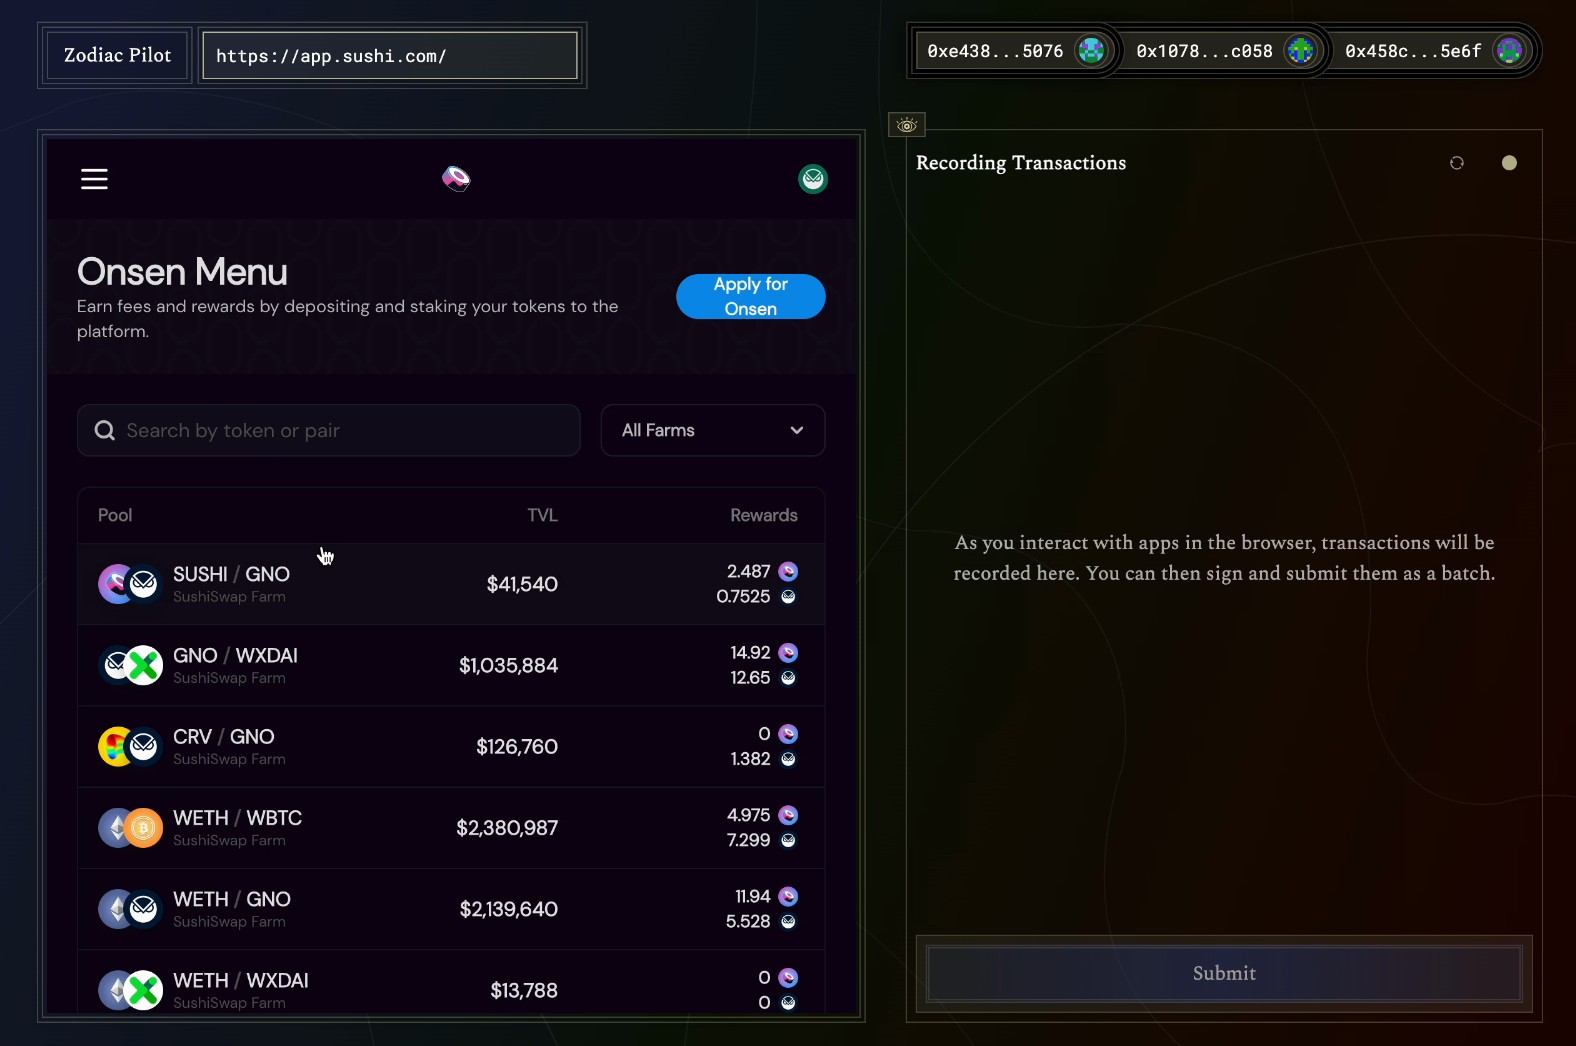 Zodiac Pilot
https://app.sushi.com/
0xe438...5076
0x1078...c058
0x458c...5e6f
Onsen Menu
Earn fees and rewards by depositing and staking your tokens to the
platform.
Apply for
Onsen
Search by token or pair
All Farms
Pool TVL Rewards
SUSHI / GNO
SushiSwap Farm
$41,540
2.487
0.7525
GNO / WXDAI
SushiSwap Farm
$1,035,884
14.92
12.65
CRV / GNO
SushiSwap Farm
$126,760
0
1.382
WETH / WBTC
SushiSwap Farm
$2,380,987
4.975
7.299
WETH / GNO
SushiSwap Farm
$2,139,640
11.94
5.528
WETH / WXDAI
SushiSwap Farm
$13,788
0
0
Recording Transactions
As you interact with apps in the browser, transactions will be
recorded here. You can then sign and submit them as a batch.
Submit